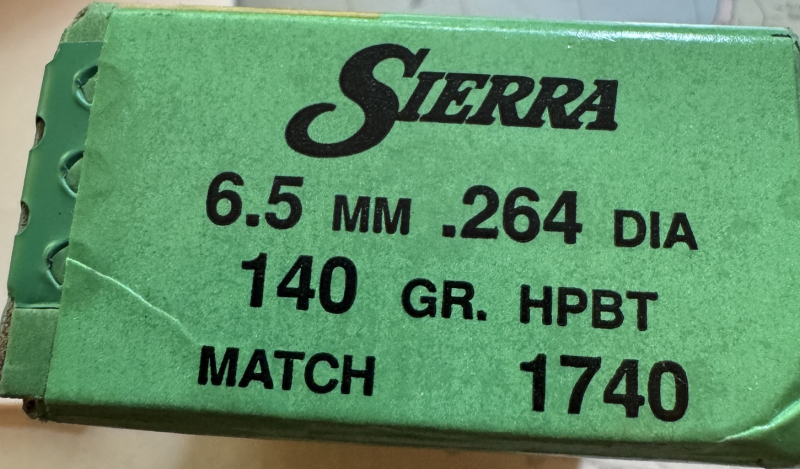 SIERRA
6.5 MM .264 DIA
140 GR. HPBT
MATCH 1740